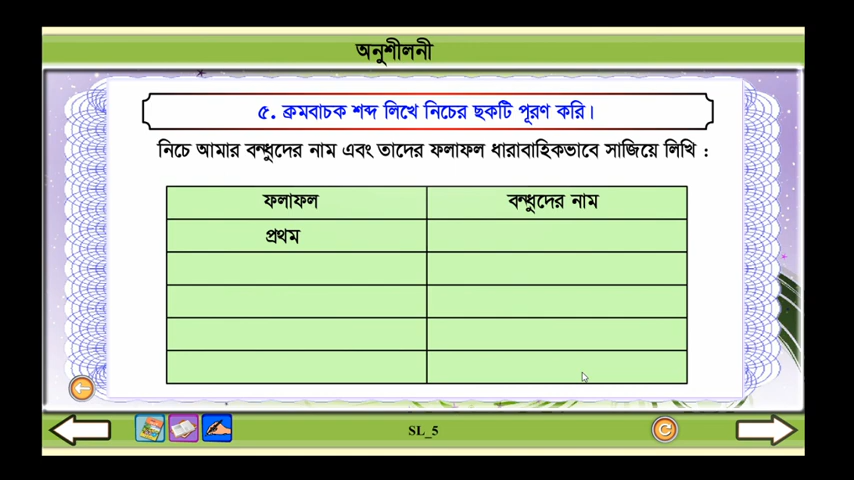 অনুশীলনী
৫. ক্রমবাচক শব্দ লিখে নিচের ছকটি পূরণ করি।
নিচে আমার বন্ধুদের নাম এবং তাদের ফলাফল ধারাবাহিকভাবে সাজিয়ে লিখি :
ফলাফল বন্ধুদের নাম
প্রথম
SL_5